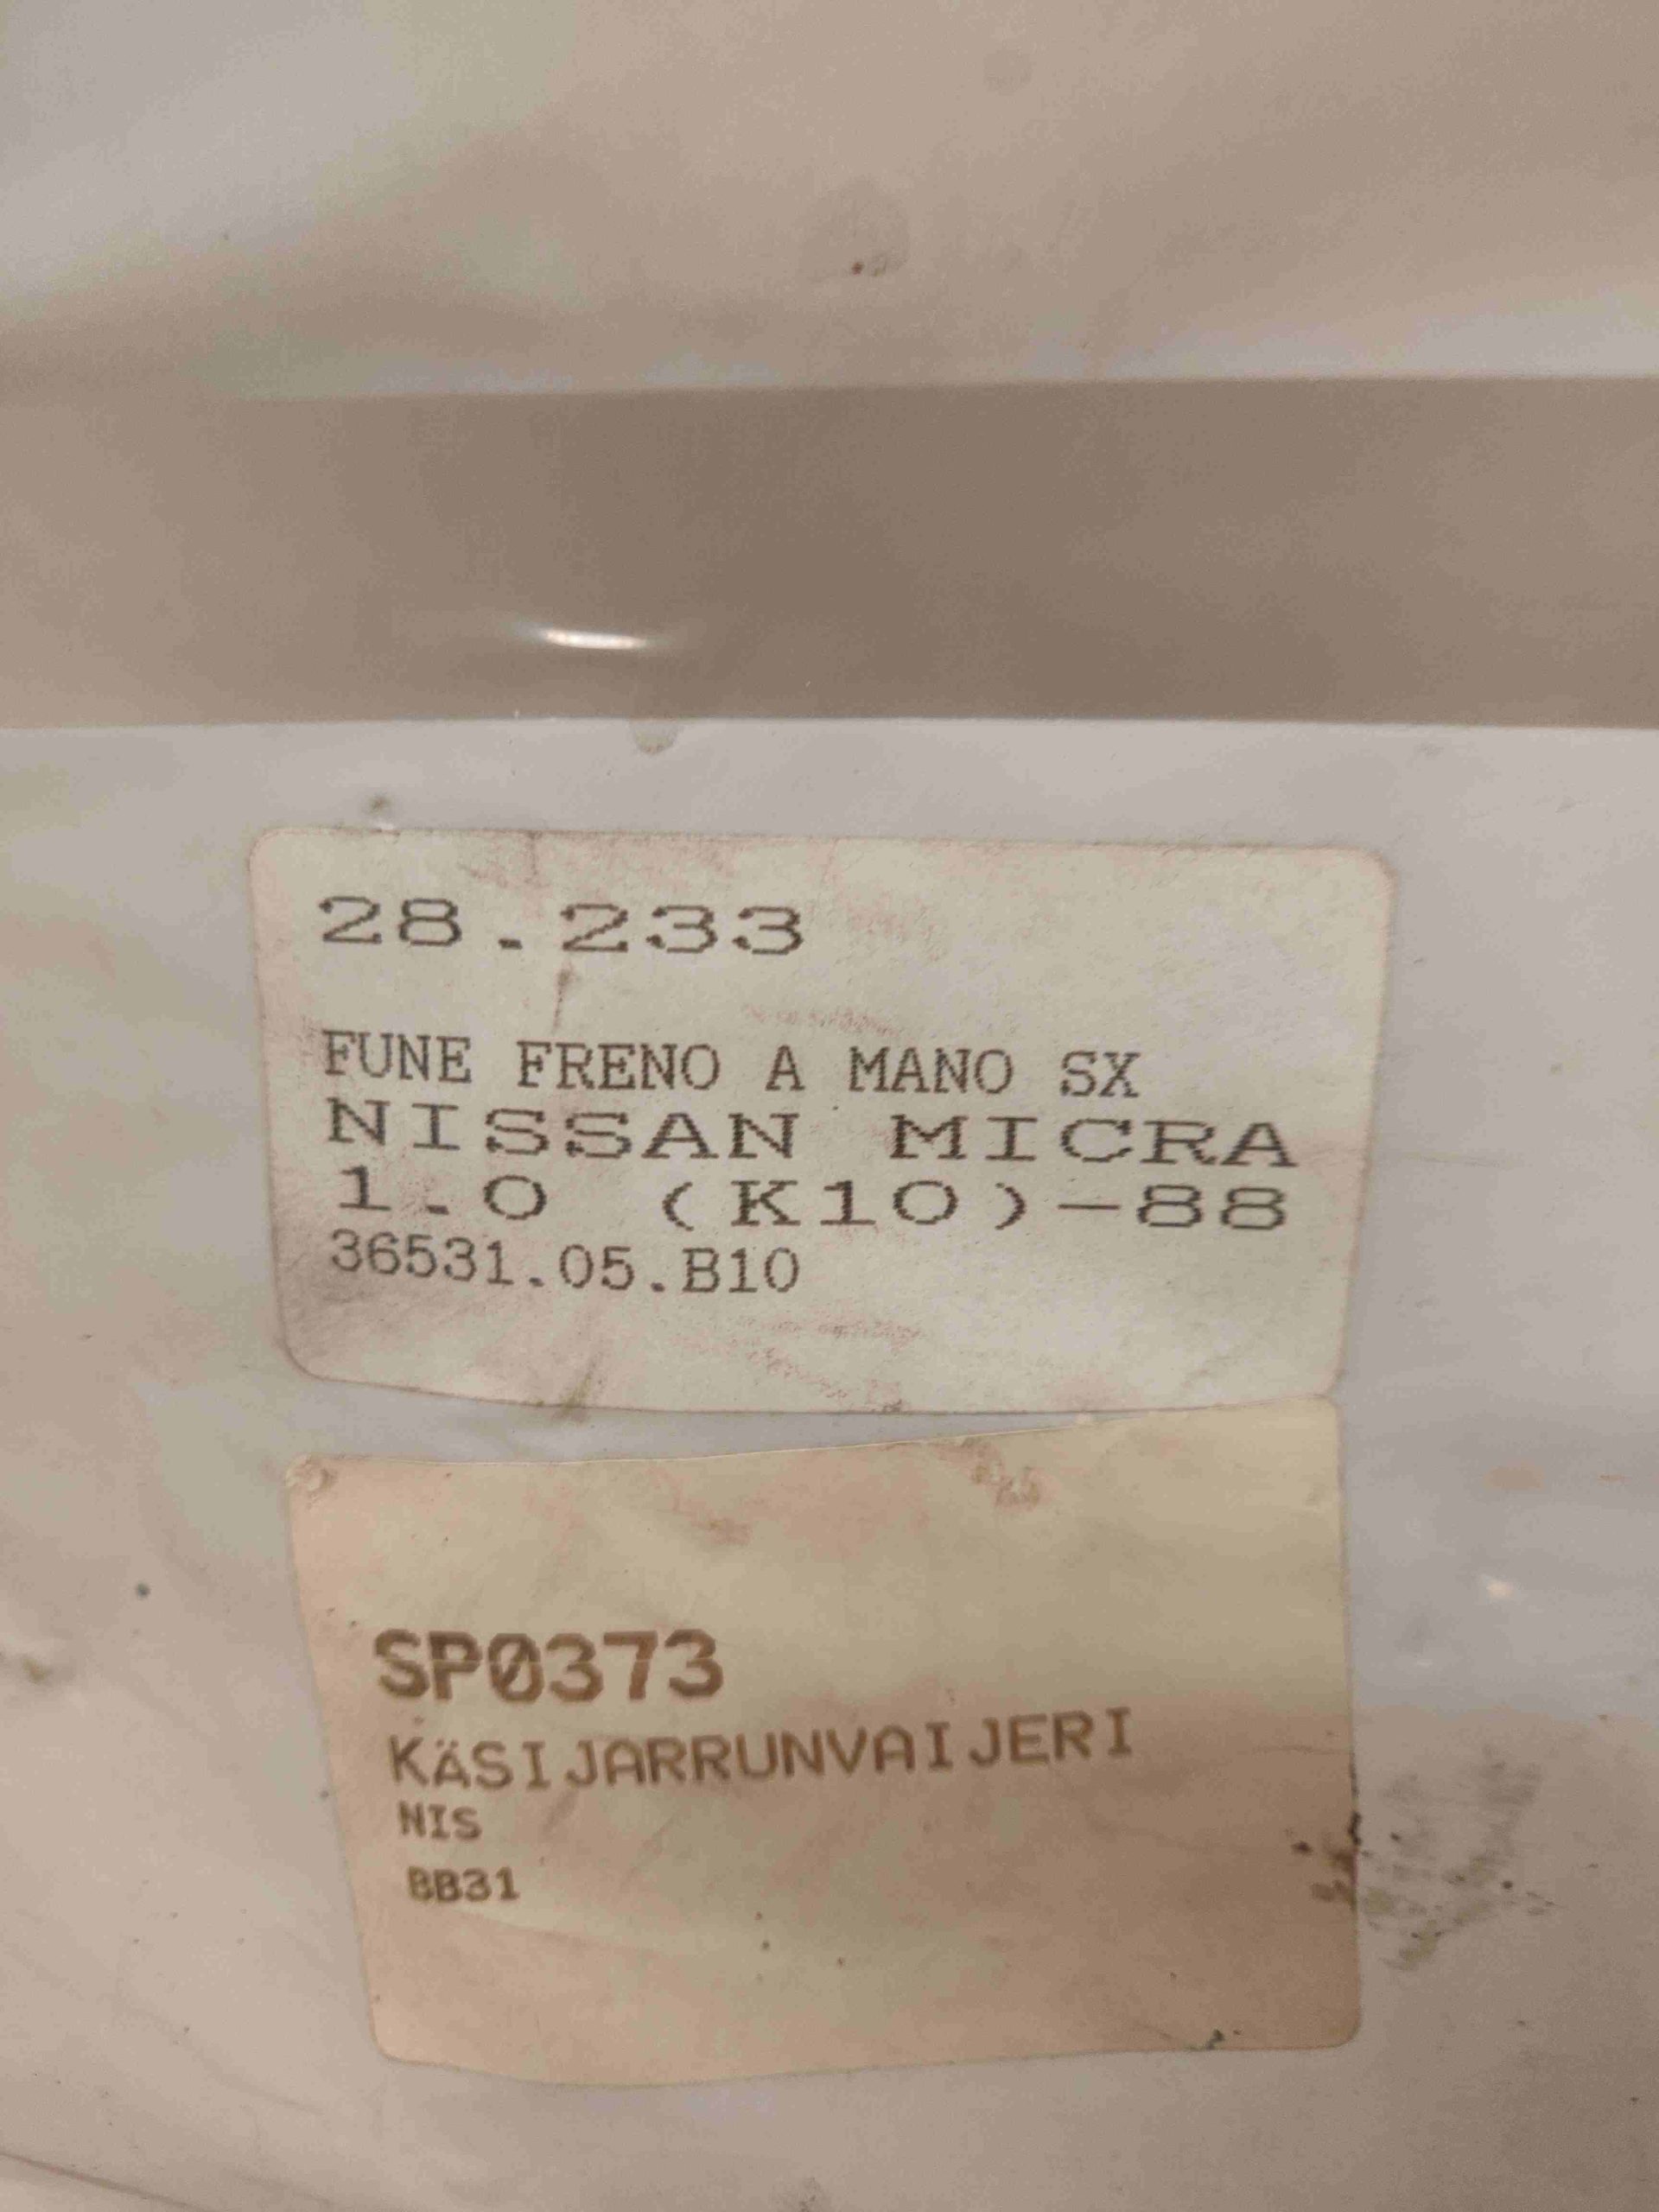 28.233
FUNE FRENO A MANO SX
NISSAN MICRA
1.0 (K10)-88
36531.05.B10
SP0373
KÄSIJARRUNVAIJERI
NIS
BB31